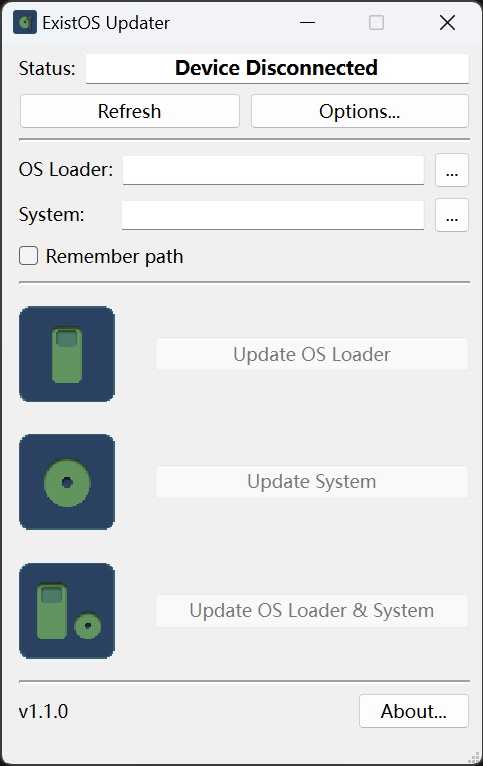 ExistOS Updater
Status: Device Disconnected
Refresh Options...
OS Loader: ...
System: ...
Remember path
Update OS Loader
Update System
Update OS Loader & System
v1.1.0 About...